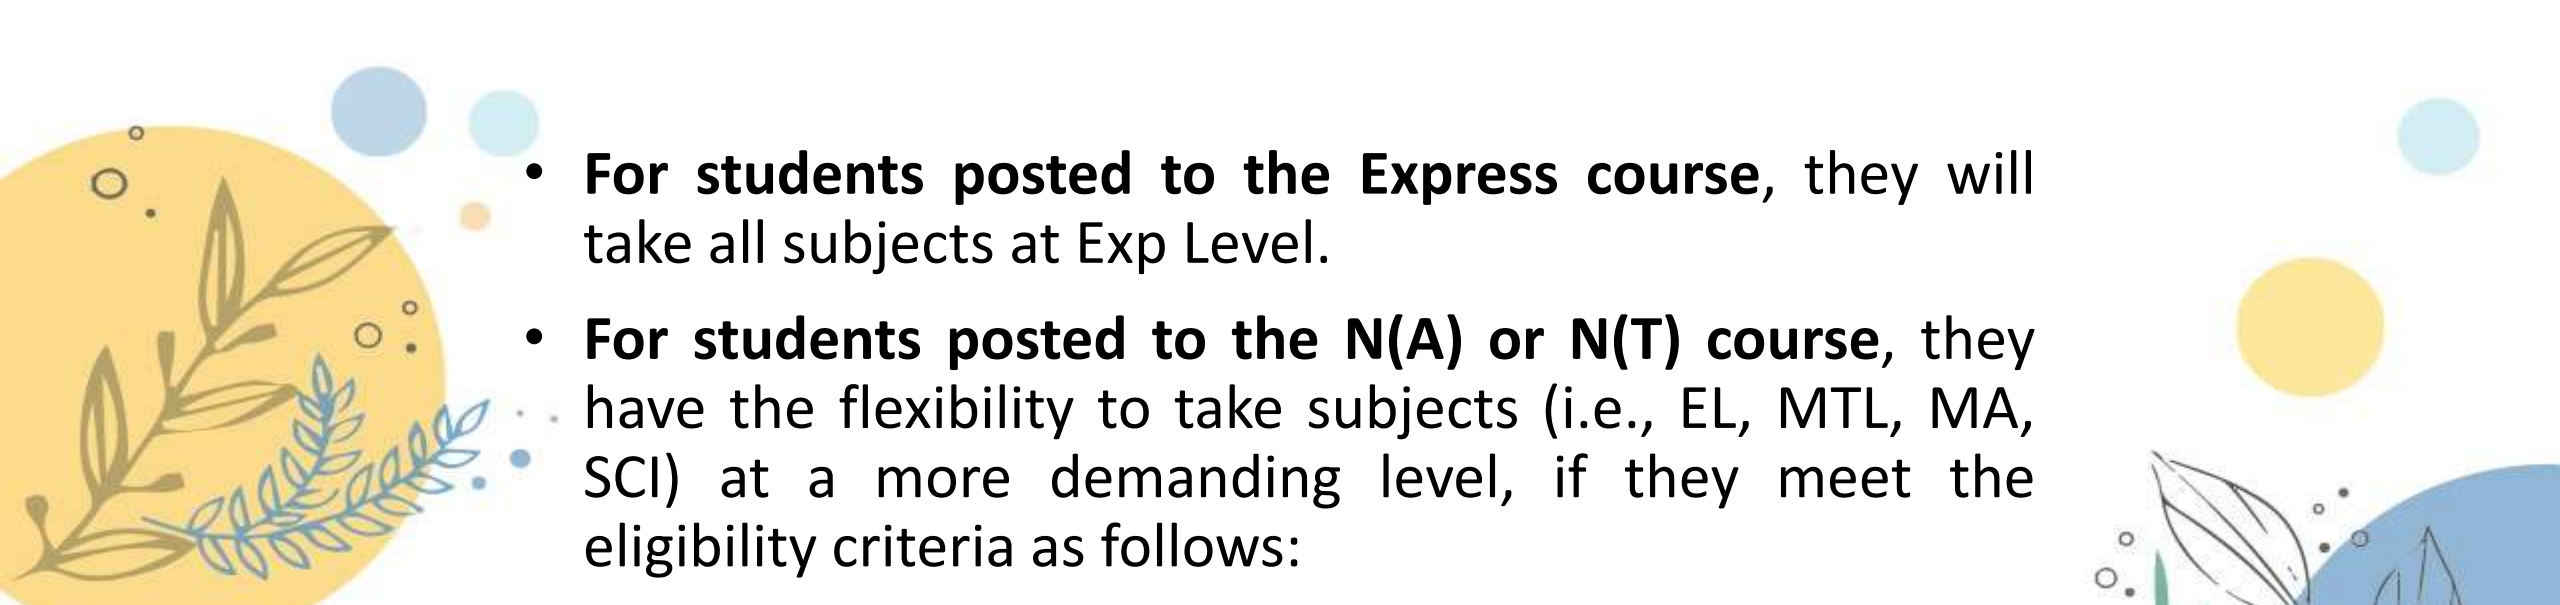 • For students posted to the Express course, they will
take all subjects at Exp Level.
• For students posted to the N(A) or N(T) course, they
have the flexibility to take subjects (i.e., EL, MTL, MA,
SCI) at a more demanding level, if they meet the
eligibility criteria as follows: